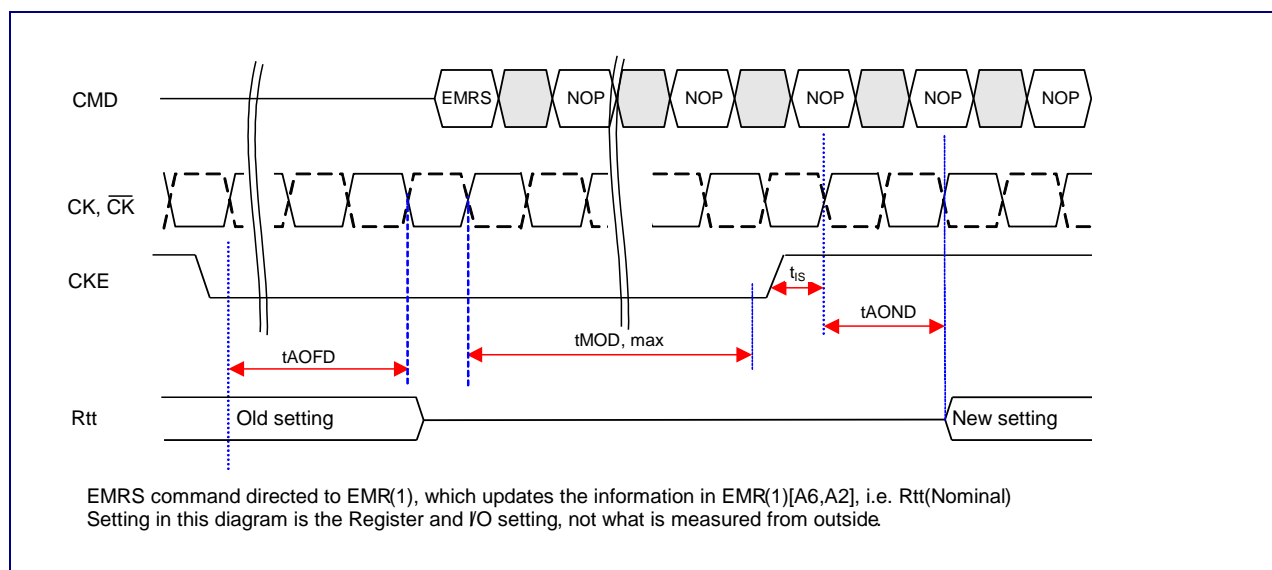 CMD EMRS NOP NOP NOP NOP NOP
CK, C̅K̅
CKE
tIS
tAOND
tMOD, max
tAOFD
Rtt Old setting New setting
EMRS command directed to EMR(1), which updates the information in EMR(1)[A6,A2], i.e. Rtt(Nominal)
Setting in this diagram is the Register and I/O setting, not what is measured from outside.